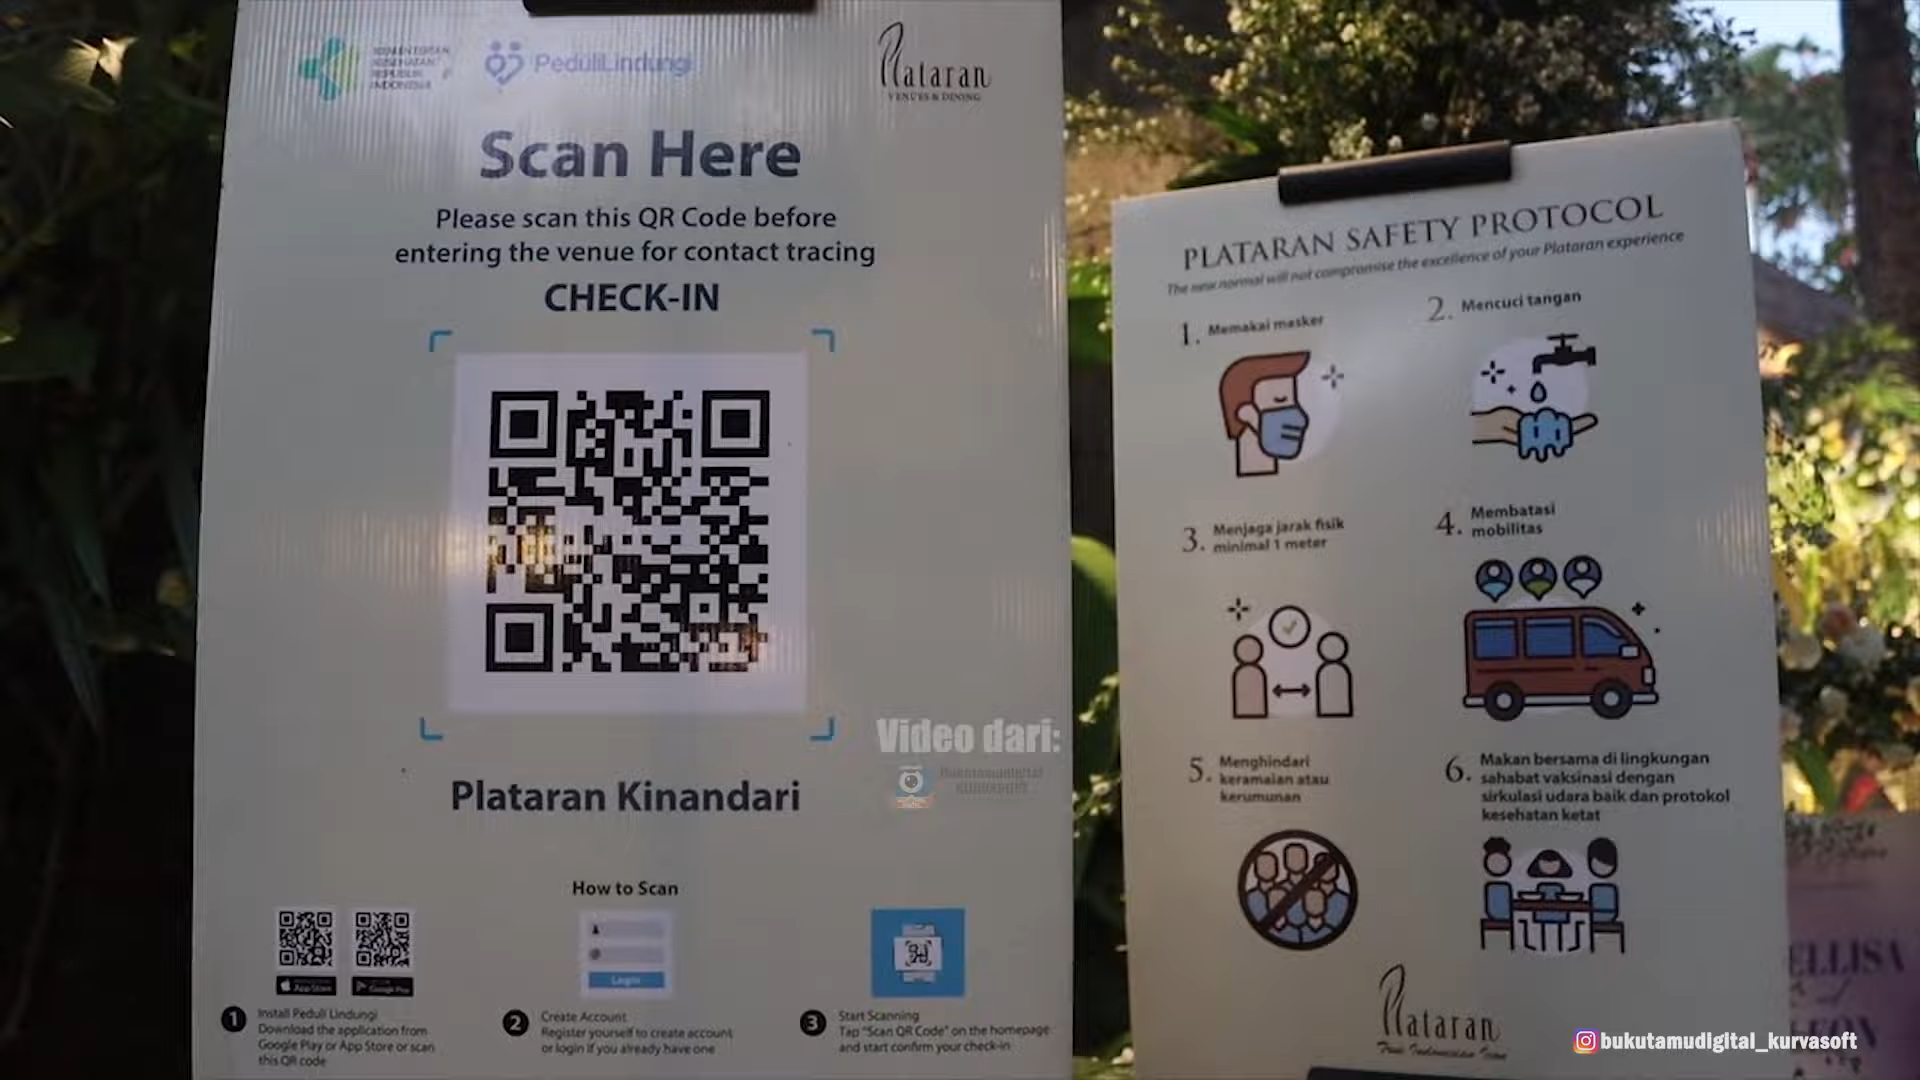 KEMENTERIAN
KESEHATAN
REPUBLIK
INDONESIA
PeduliLindungi
Plataran
VENUES & DINING
Scan Here
Please scan this QR Code before
entering the venue for contact tracing
CHECK-IN
Plataran Kinandari
How to Scan
App Store
Google Play
Login
1 Install Peduli Lindungi
Download the application from
Google Play or App Store or scan
this QR code
2 Create Account
Register yourself to create account
or login if you already have one
3 Start Scanning
Tap "Scan QR Code" on the homepage
and start confirm your check-in
Video dari:
Bukutamudigital
KURVASOFT
PLATARAN SAFETY PROTOCOL
The new normal will not compromise the excellence of your Plataran experience
1. Memakai masker
2. Mencuci tangan
3. Menjaga jarak fisik
minimal 1 meter
4. Membatasi
mobilitas
5. Menghindari
keramaian atau
kerumunan
6. Makan bersama di lingkungan
sahabat vaksinasi dengan
sirkulasi udara baik dan protokol
kesehatan ketat
Plataran
True Indonesian Icon
ELLISA
bukutamudigital_kurvasoft